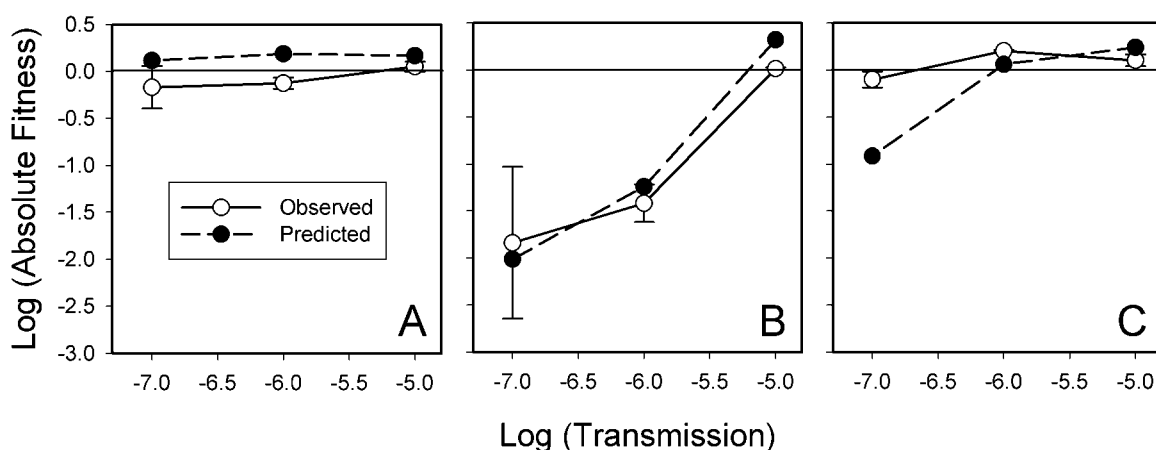 Log (Absolute Fitness)
0.5
0.0
-0.5
-1.0
-1.5
-2.0
-2.5
-3.0
Observed
Predicted
A
B
C
-7.0 -6.5 -6.0 -5.5 -5.0
-7.0 -6.5 -6.0 -5.5 -5.0
-7.0 -6.5 -6.0 -5.5 -5.0
Log (Transmission)